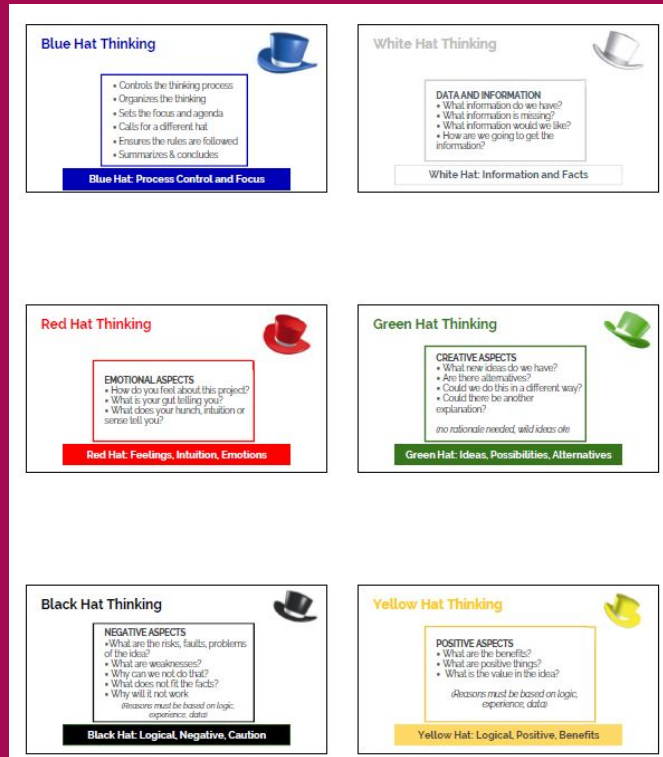 Blue Hat Thinking
• Controls the thinking process
• Organizes the thinking
• Sets the focus and agenda
• Calls for a different hat
• Ensures the rules are followed
• Summarizes & concludes
Blue Hat: Process Control and Focus
White Hat Thinking
DATA AND INFORMATION
• What information do we have?
• What information is missing?
• What information would we like?
• How are we going to get the
information?
White Hat: Information and Facts
Red Hat Thinking
EMOTIONAL ASPECTS
• How do you feel about this project?
• What is your gut telling you?
• What does your hunch, intuition or
sense tell you?
Red Hat: Feelings, Intuition, Emotions
Green Hat Thinking
CREATIVE ASPECTS
• What new ideas do we have?
• Are there alternatives?
• Could we do this in a different way?
• Could there be another
explanation?
(no rationale needed, wild ideas ok)
Green Hat: Ideas, Possibilities, Alternatives
Black Hat Thinking
NEGATIVE ASPECTS
•What are the risks, faults, problems
of the idea?
• What are weaknesses?
• Why can we not do that?
• What does not fit the facts?
• Why will it not work
(Reasons must be based on logic,
experience, data)
Black Hat: Logical, Negative, Caution
Yellow Hat Thinking
POSITIVE ASPECTS
• What are the benefits?
• What are positive things?
• What is the value in the idea?
(Reasons must be based on logic,
experience, data)
Yellow Hat: Logical, Positive, Benefits